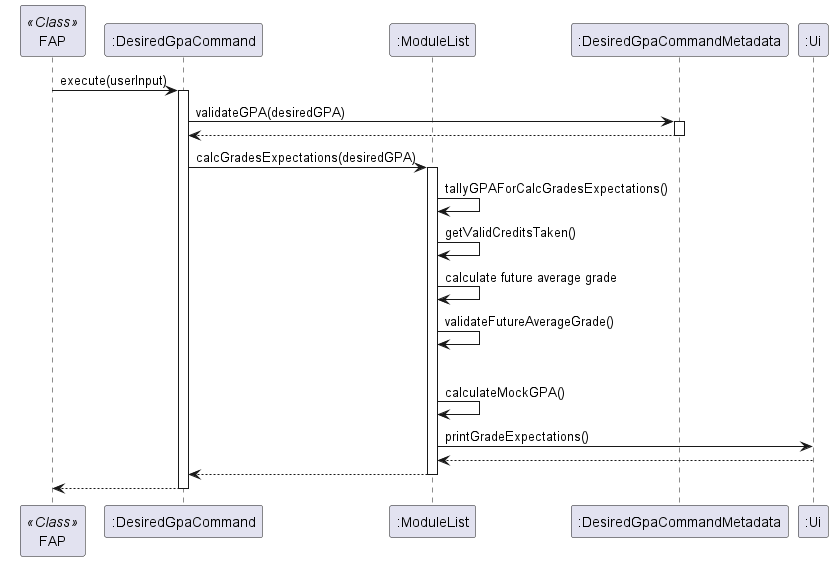 «Class»
FAP
:DesiredGpaCommand
:ModuleList
:DesiredGpaCommandMetadata
:Ui
execute(userInput)
validateGPA(desiredGPA)
calcGradesExpectations(desiredGPA)
tallyGPAForCalcGradesExpectations()
getValidCreditsTaken()
calculate future average grade
validateFutureAverageGrade()
calculateMockGPA()
printGradeExpectations()
«Class»
FAP
:DesiredGpaCommand
:ModuleList
:DesiredGpaCommandMetadata
:Ui